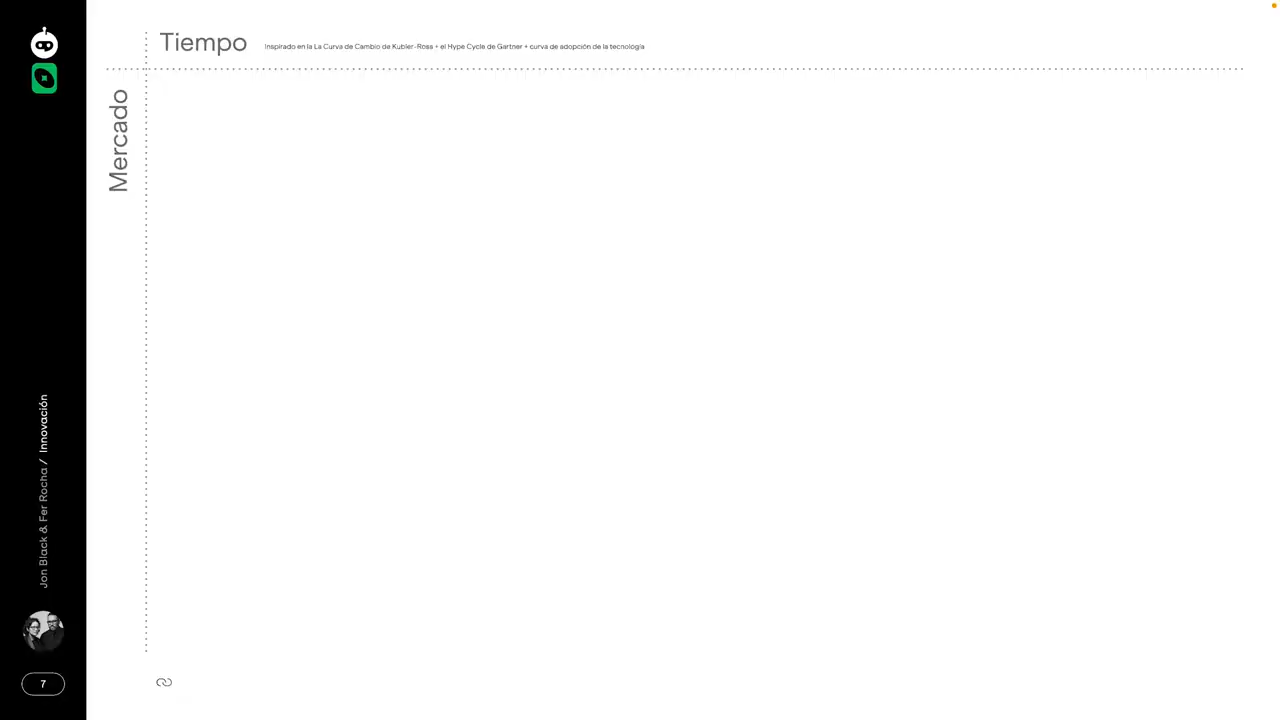 Tiempo
Inspirado en la La Curva de Cambio de Kubler-Ross + el Hype Cycle de Gartner + curva de adopción de la tecnología
Mercado
Jon Black & Fer Rocha / Innovación
7